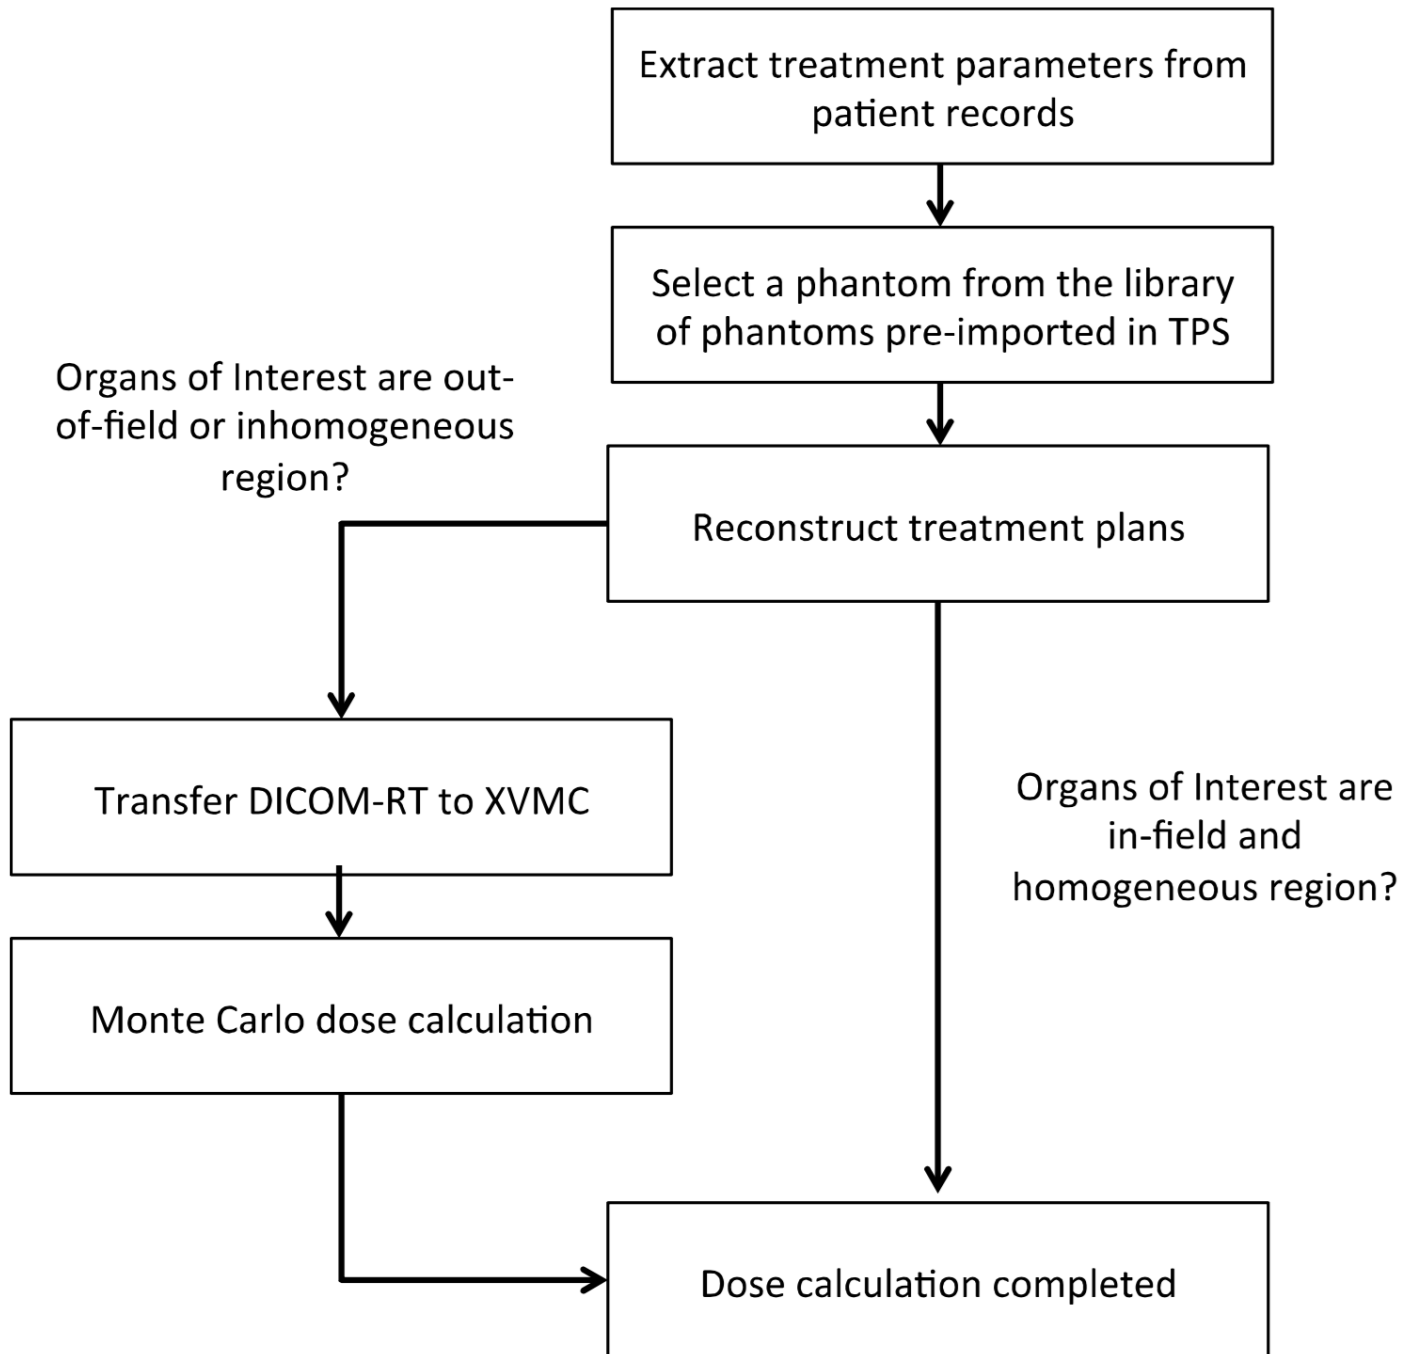 Extract treatment parameters from
patient records
Select a phantom from the library
of phantoms pre-imported in TPS
Organs of Interest are out-
of-field or inhomogeneous
region?
Reconstruct treatment plans
Transfer DICOM-RT to XVMC
Organs of Interest are
in-field and
homogeneous region?
Monte Carlo dose calculation
Dose calculation completed